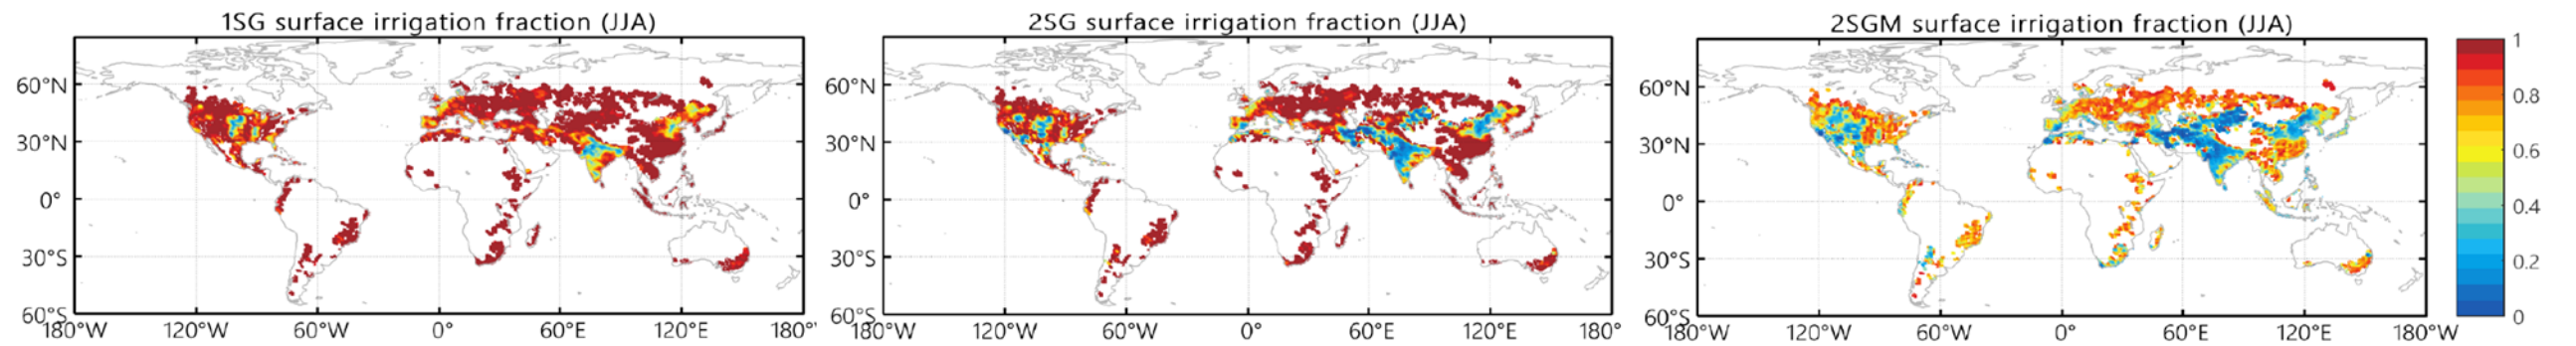 1SG surface irrigation fraction (JJA)
60°N
30°N
0°
30°S
60°S
180°W 120°W 60°W 0° 60°E 120°E 180°
2SG surface irrigation fraction (JJA)
60°N
30°N
0°
30°S
60°S
180°W 120°W 60°W 0° 60°E 120°E 180°
2SGM surface irrigation fraction (JJA)
60°N
30°N
0°
30°S
60°S
180°W 120°W 60°W 0° 60°E 120°E 180°W
1
0.8
0.6
0.4
0.2
0